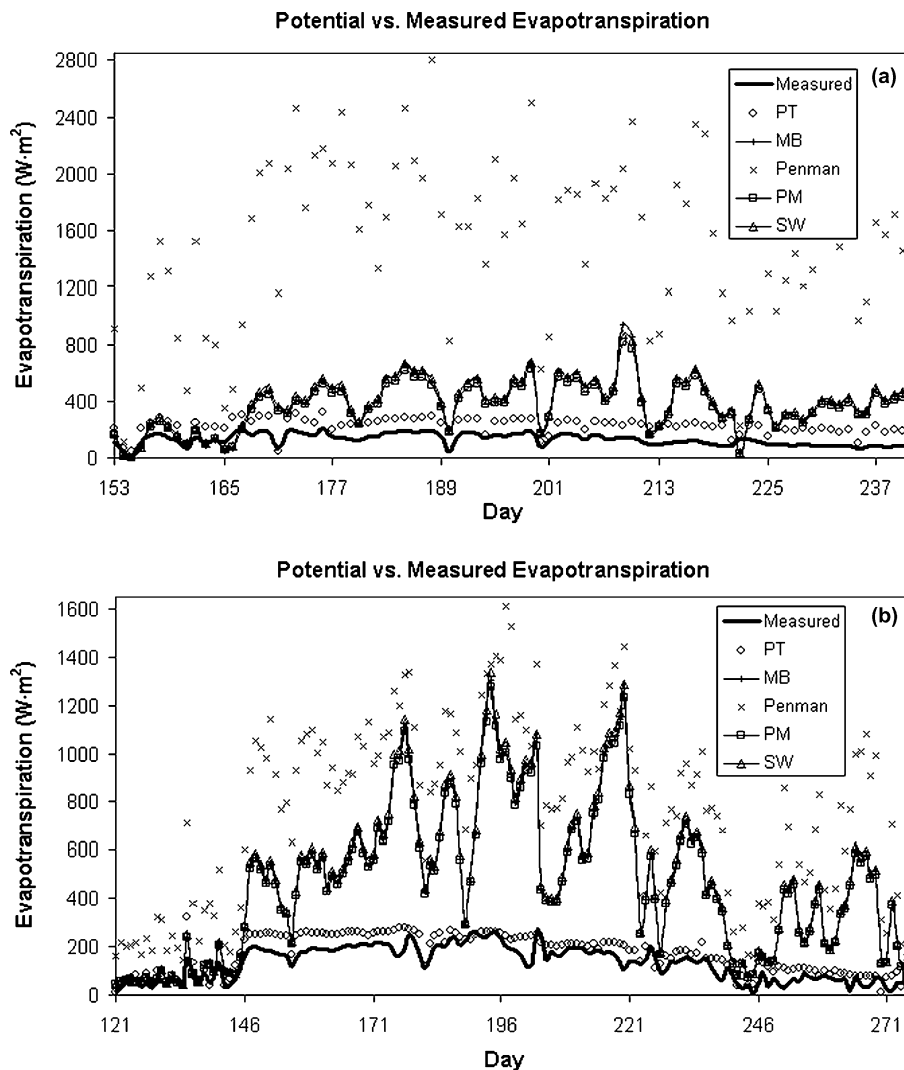 Potential vs. Measured Evapotranspiration
(a)
Evapotranspiration (W·m²)
2800
2400
2000
1600
1200
800
400
0
Measured
PT
MB
Penman
PM
SW
153 165 177 189 201 213 225 237
Day
Potential vs. Measured Evapotranspiration
(b)
Evapotranspiration (W·m²)
1600
1400
1200
1000
800
600
400
200
0
Measured
PT
MB
Penman
PM
SW
121 146 171 196 221 246 271
Day